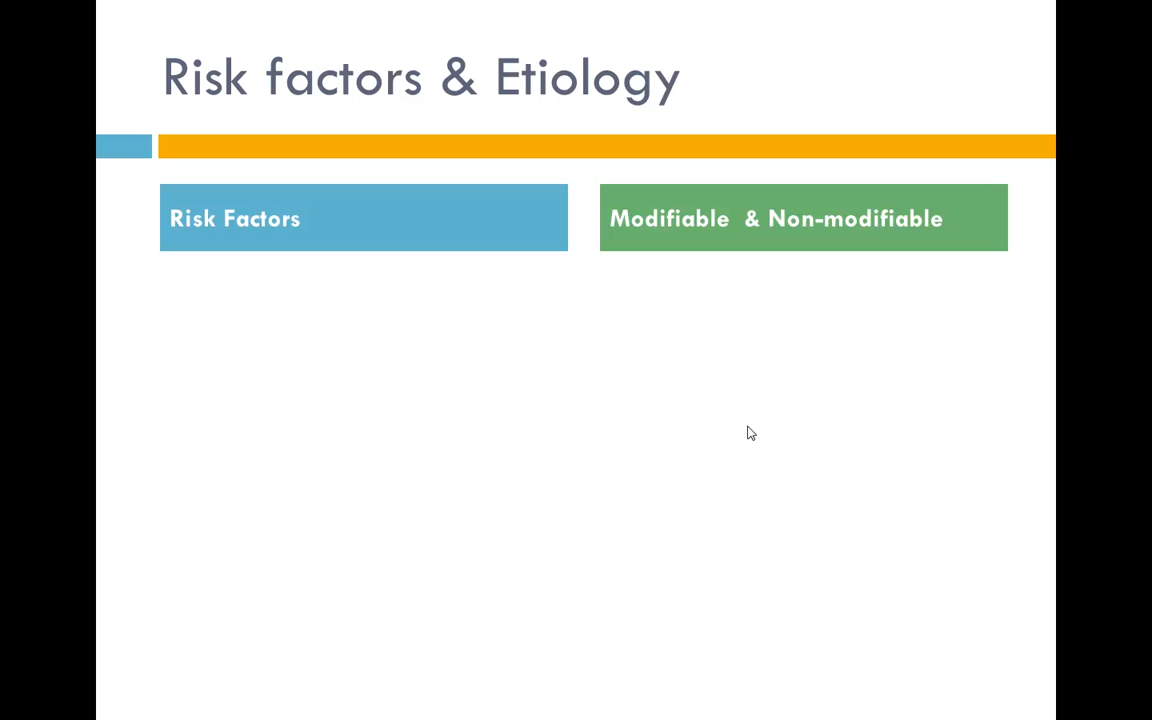 Risk factors & Etiology
Risk Factors
Modifiable & Non-modifiable